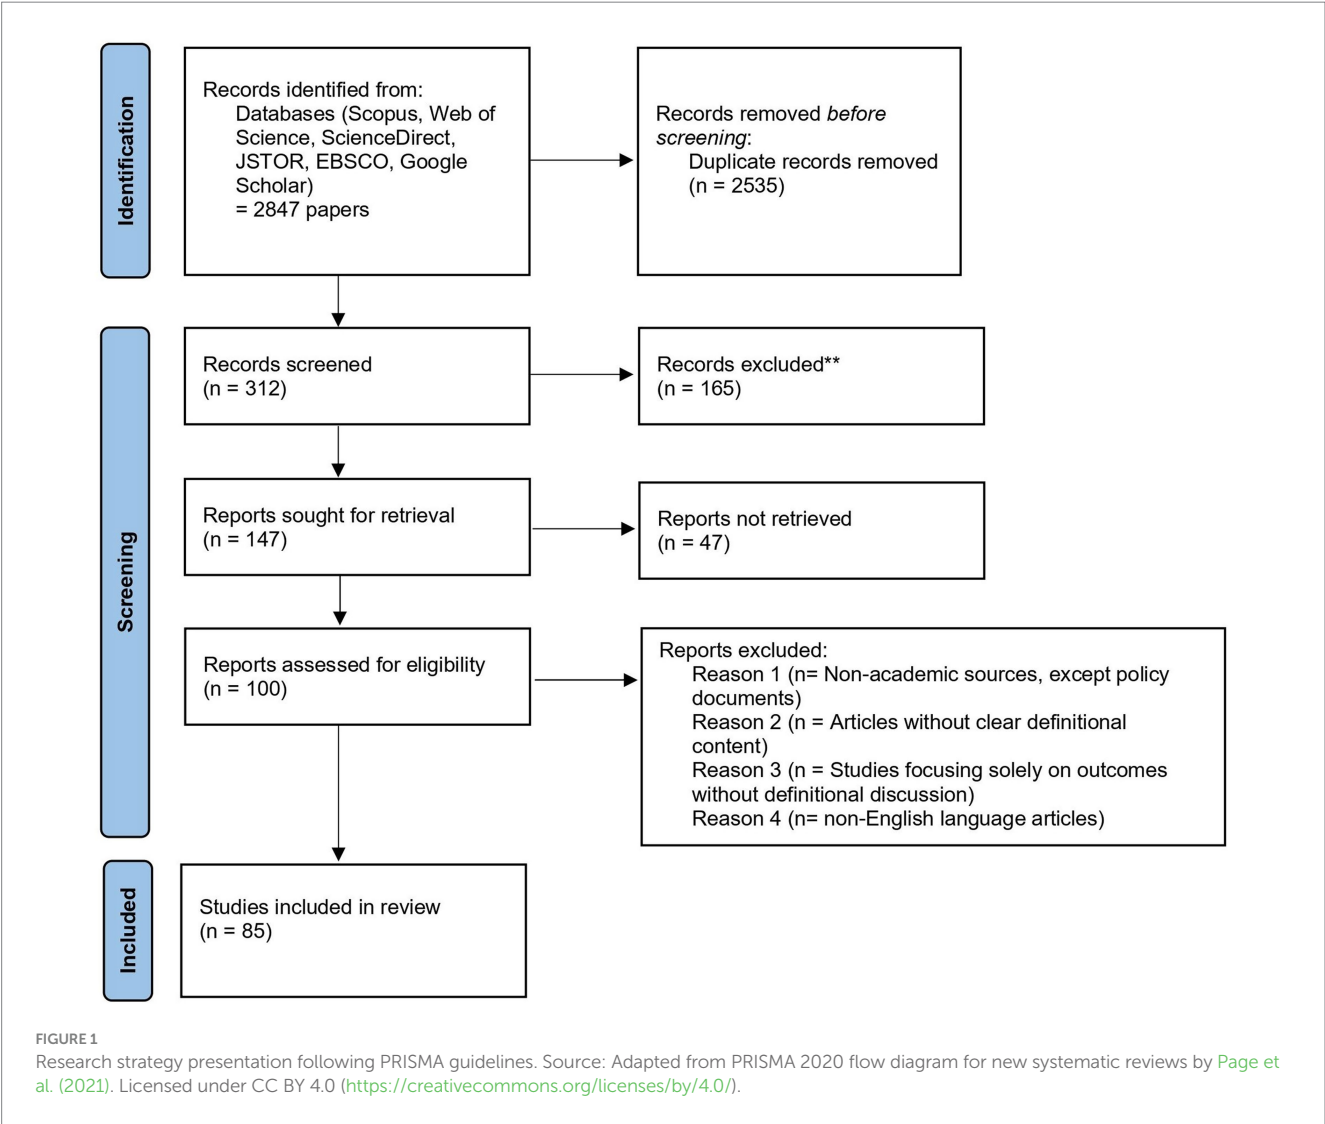 Identification
Records identified from:
Databases (Scopus, Web of
Science, ScienceDirect,
JSTOR, EBSCO, Google
Scholar)
= 2847 papers
Records removed before
screening:
Duplicate records removed
(n = 2535)
Screening
Records screened
(n = 312)
Records excluded**
(n = 165)
Reports sought for retrieval
(n = 147)
Reports not retrieved
(n = 47)
Reports assessed for eligibility
(n = 100)
Reports excluded:
Reason 1 (n= Non-academic sources, except policy
documents)
Reason 2 (n = Articles without clear definitional
content)
Reason 3 (n = Studies focusing solely on outcomes
without definitional discussion)
Reason 4 (n= non-English language articles)
Included
Studies included in review
(n = 85)
FIGURE 1
Research strategy presentation following PRISMA guidelines. Source: Adapted from PRISMA 2020 flow diagram for new systematic reviews by Page et
al. (2021). Licensed under CC BY 4.0 (https://creativecommons.org/licenses/by/4.0/).